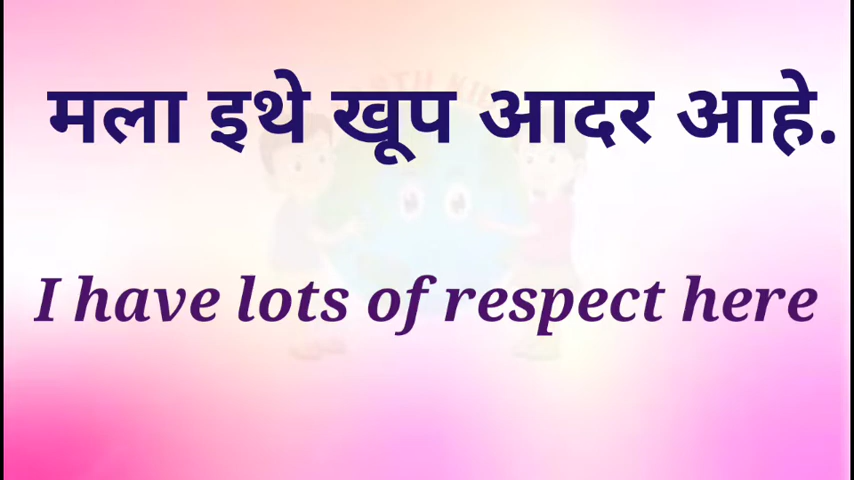 मला इथे खूप आदर आहे.
I have lots of respect here